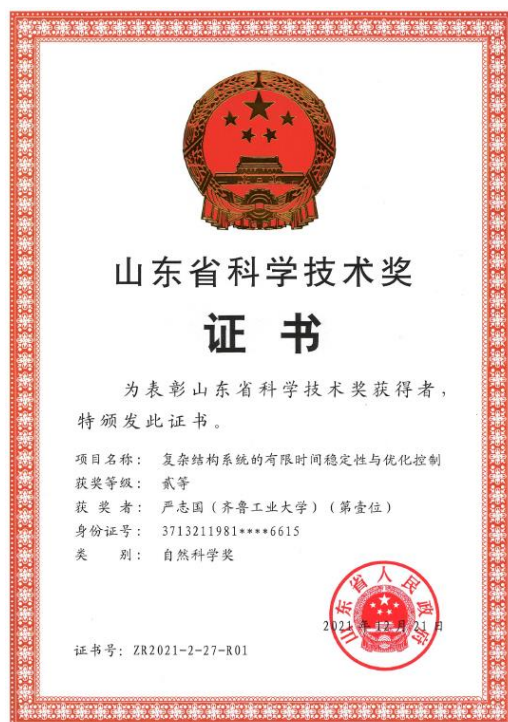 山东省科学技术奖
证书
为表彰山东省科学技术奖获得者，
特颁发此证书。
项目名称： 复杂结构系统的有限时间稳定性与优化控制
获奖等级： 贰等
获奖者： 严志国（齐鲁工业大学）（第壹位）
身份证号： 3713211981****6615
类别： 自然科学奖
山东省人民政府
2021年12月21日
证书号：ZR2021-2-27-R01